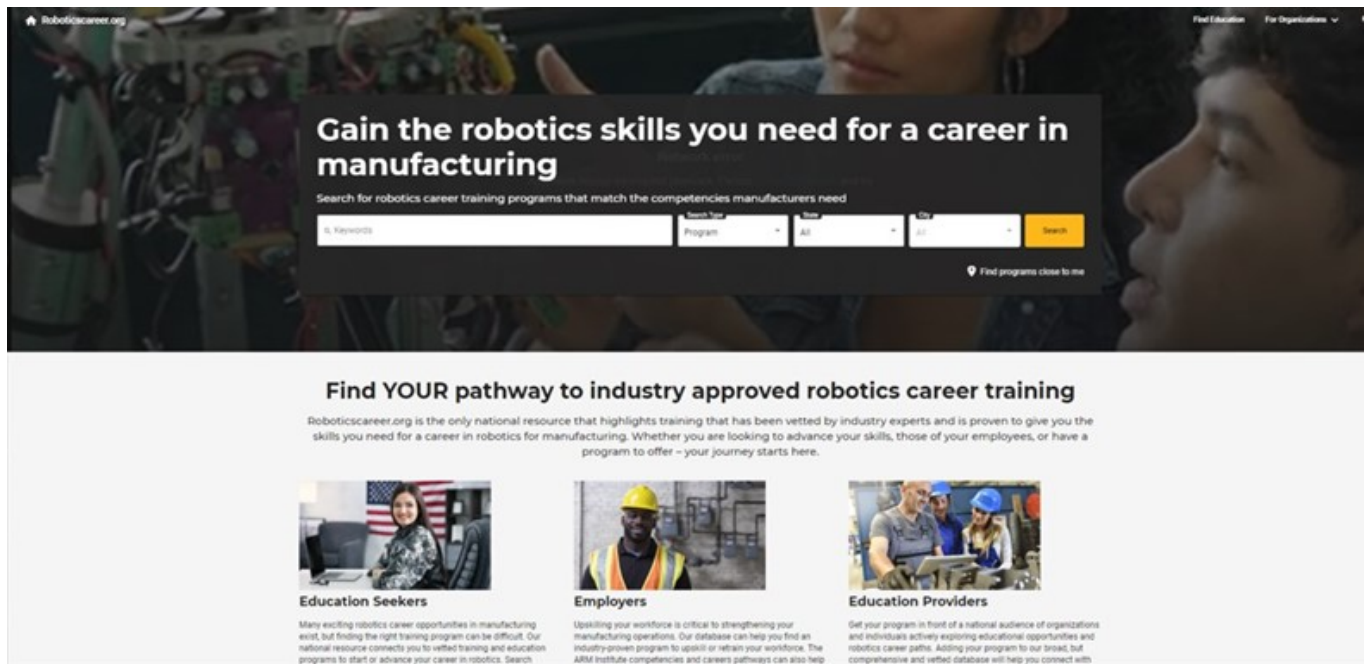 Roboticscareer.org
Find Education
For Organizations
Gain the robotics skills you need for a career in
manufacturing
Search for robotics career training programs that match the competencies manufacturers need
Keywords
Search Type
Program
State
All
City
All
Search
Find programs close to me
Find YOUR pathway to industry approved robotics career training
Roboticscareer.org is the only national resource that highlights training that has been vetted by industry experts and is proven to give you the
skills you need for a career in robotics for manufacturing. Whether you are looking to advance your skills, those of your employees, or have a
program to offer – your journey starts here.
Education Seekers
Many exciting robotics career opportunities in manufacturing
exist, but finding the right training program can be difficult. Our
national resource connects you to vetted training and education
programs to start or advance your career in robotics. Search
Employers
Upskilling your workforce is critical to strengthening your
manufacturing operations. Our database can help you find an
industry-proven program to upskill or retrain your workforce. The
ARM Institute competencies and careers pathways can also help
Education Providers
Get your program in front of a national audience of organizations
and individuals actively exploring educational opportunities and
robotics career paths. Adding your program to our broad, but
comprehensive and vetted database will help you connect with